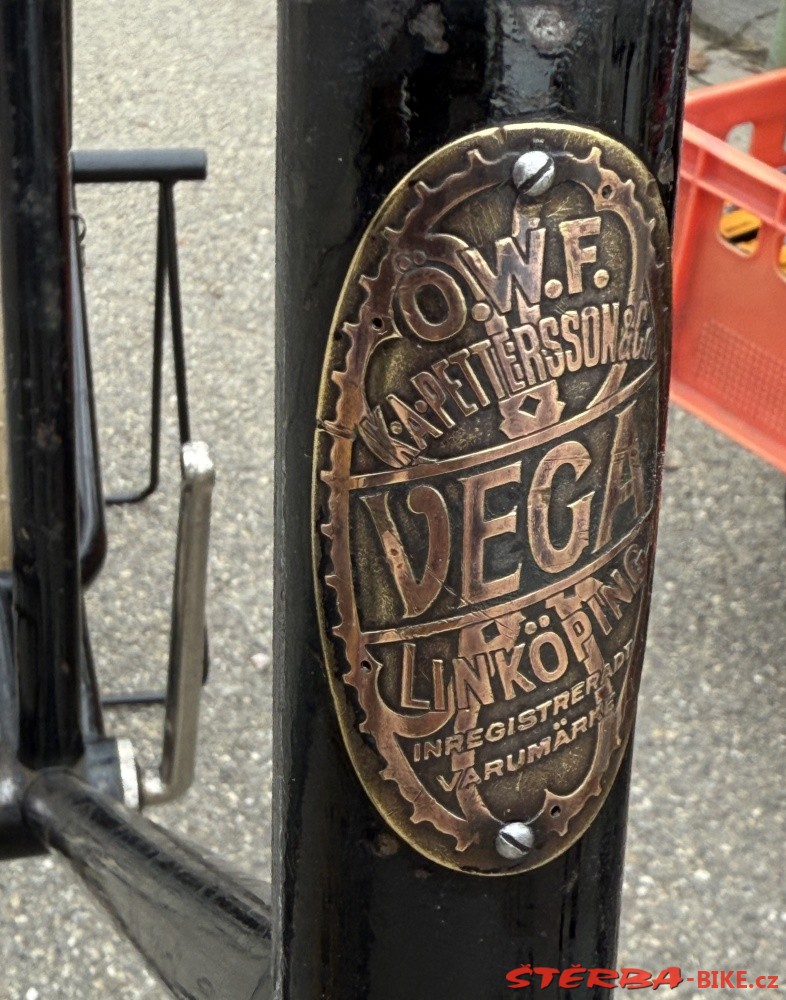 Ö.W.F.
K.A.PETTERSSON & Co.
VEGA
LINKÖPING
INREGISTRERADT
VARUMÄRKE
ŠTĚRBA-BIKE.cz